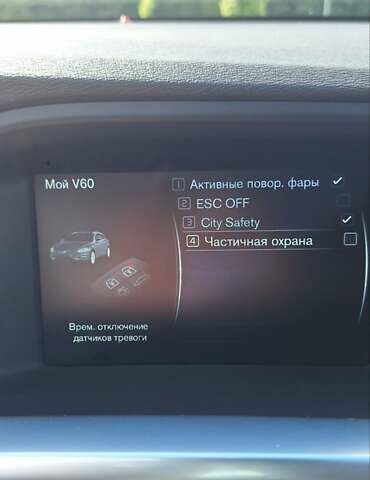 Мой V60
1 Активные повор. фары
2 ESC OFF
3 City Safety
4 Частичная охрана
Врем. отключение
датчиков тревоги